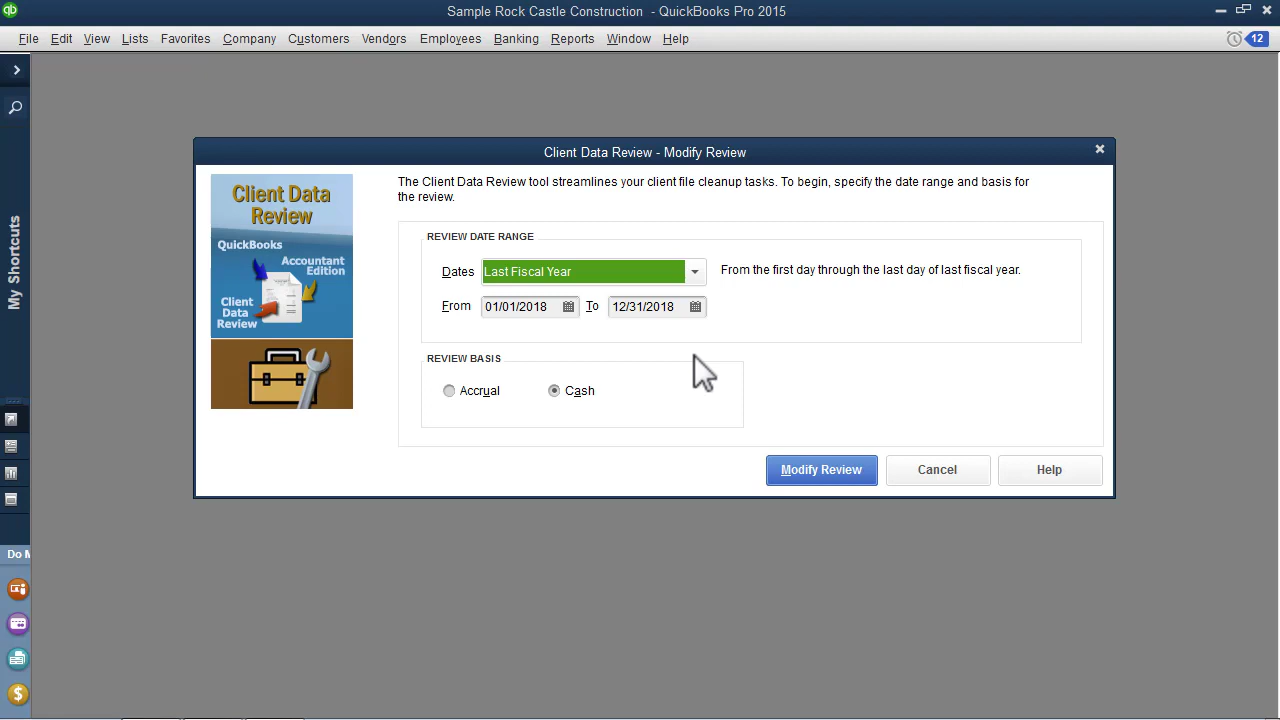 Sample Rock Castle Construction - QuickBooks Pro 2015
File Edit View Lists Favorites Company Customers Vendors Employees Banking Reports Window Help
12
My Shortcuts
Do M
Client Data Review - Modify Review
Client Data
Review
QuickBooks
Accountant
Edition
Client
Data
Review
The Client Data Review tool streamlines your client file cleanup tasks. To begin, specify the date range and basis for
the review.
REVIEW DATE RANGE
Dates Last Fiscal Year From the first day through the last day of last fiscal year.
From 01/01/2018 To 12/31/2018
REVIEW BASIS
Accrual Cash
Modify Review Cancel Help